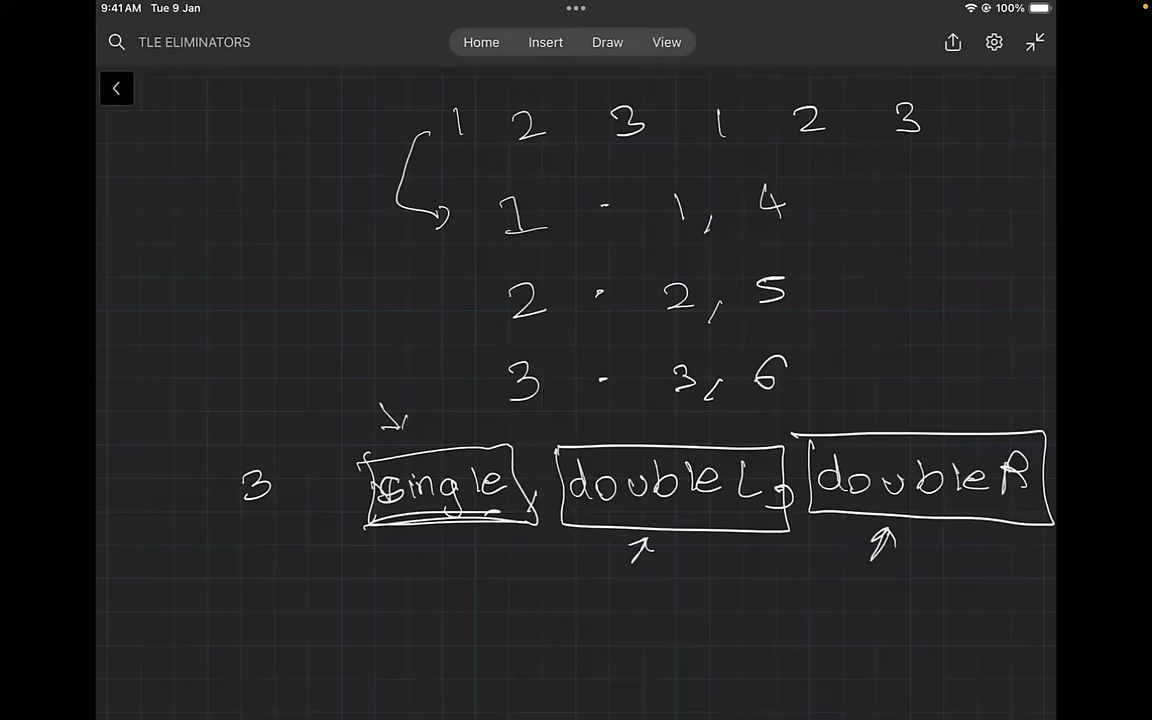 9:41 AM Tue 9 Jan 100%
TLE ELIMINATORS Home Insert Draw View
1 2 3 1 2 3
1 - 1, 4
2 - 2, 5
3 - 3, 6
3 single, doubleL, doubleR